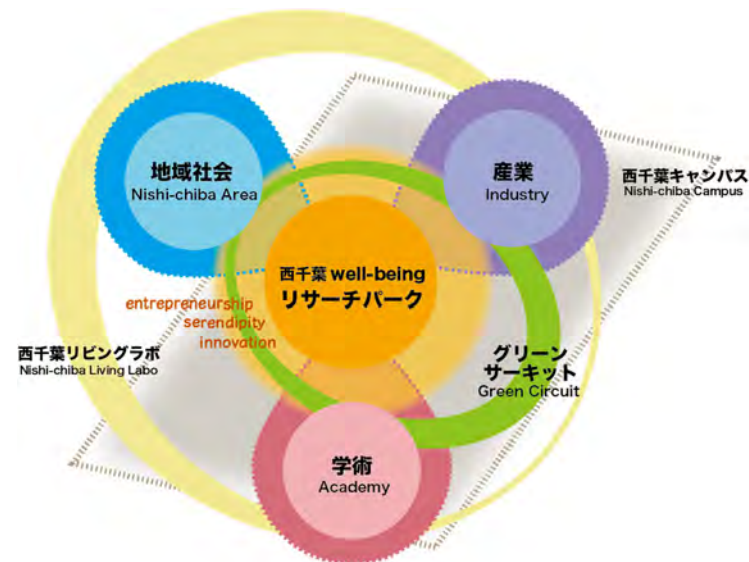 地域社会
Nishi-chiba Area
産業
Industry
西千葉キャンパス
Nishi-chiba Campus
西千葉 well-being
リサーチパーク
entrepreneurship
serendipity
innovation
西千葉リビングラボ
Nishi-chiba Living Labo
グリーン
サーキット
Green Circuit
学術
Academy